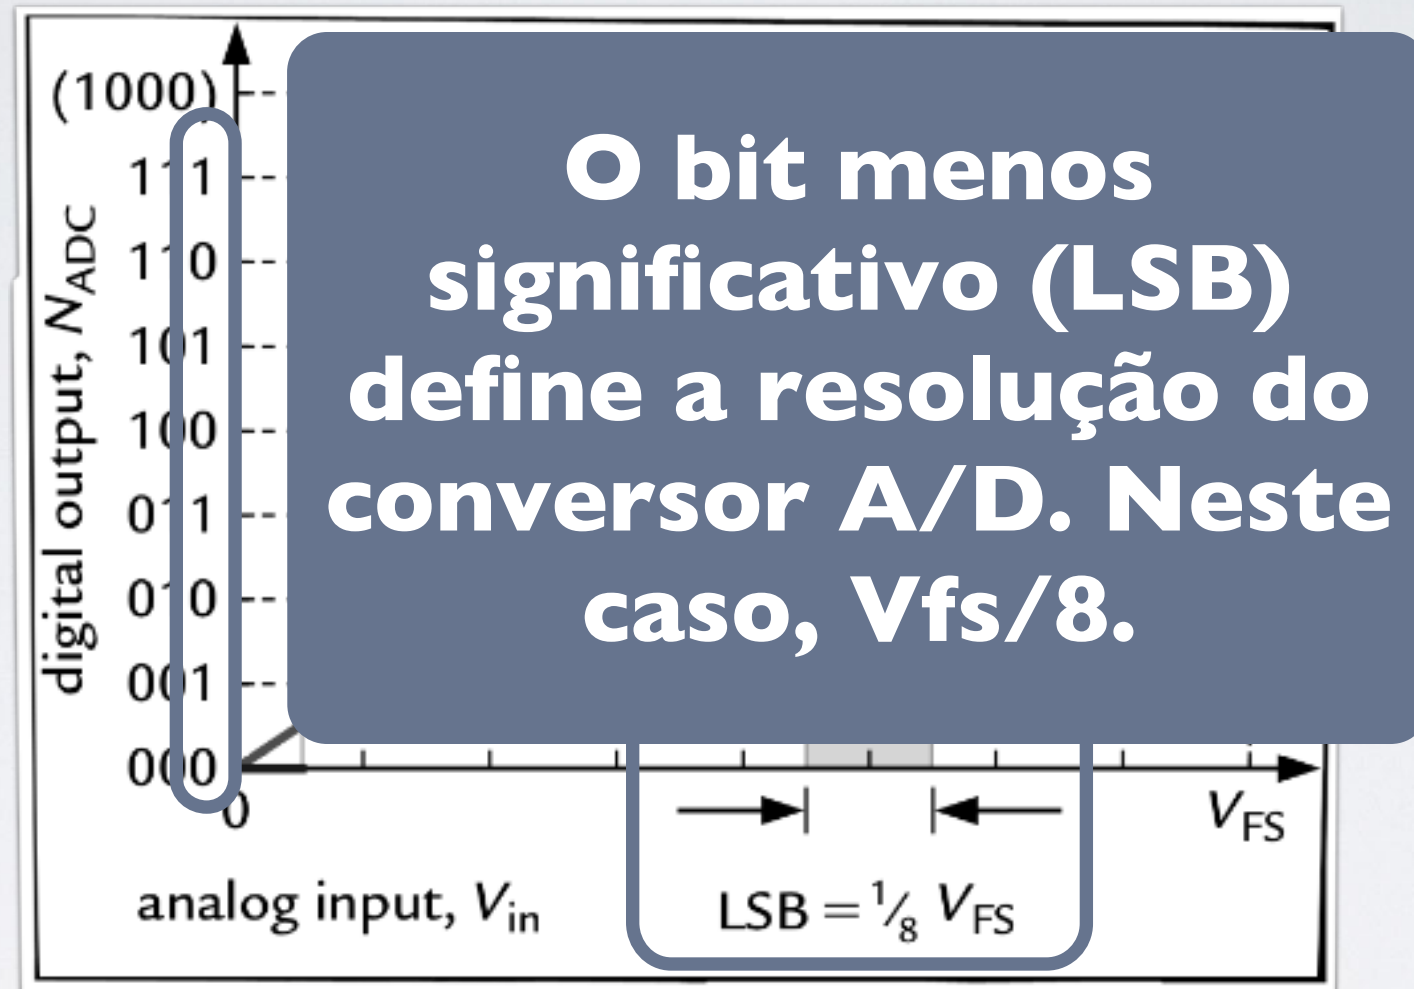 (1000)
111
110
101
100
011
010
001
000
digital output, NADC
O bit menos
significativo (LSB)
define a resolução do
conversor A/D. Neste
caso, Vfs/8.
0
VFS
analog input, Vin
LSB = 1/8 VFS